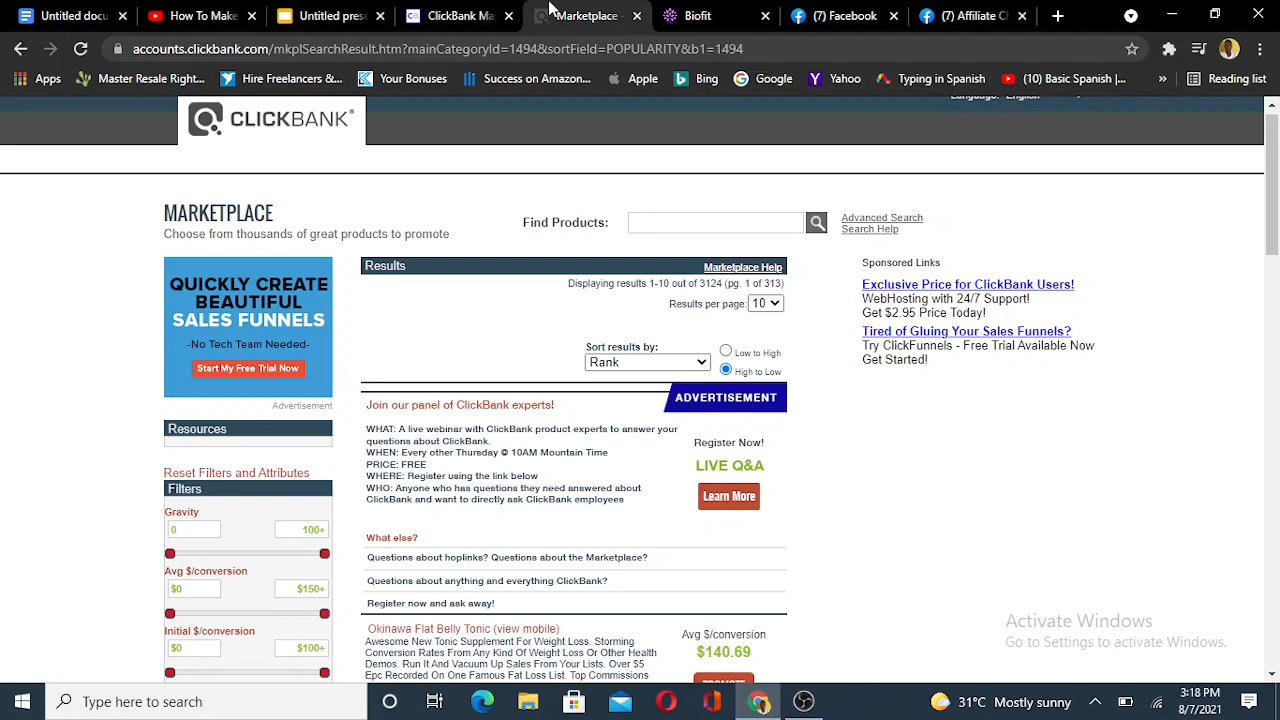 Untitled docu
How To Make
Untitled prese
ClickBank Ma
Marketplace -
Biofit
(7) Facebook
(7) Affiliate C
accounts.clickbank.com/mkplSearchResult.htm?mainCategoryId=1494&sortField=POPULARITY&b1=1494
Apps
Master Resale Right...
Hire Freelancers &...
Your Bonuses
Success on Amazon...
Apple
Bing
Google
Yahoo
Typing in Spanish
(10) Basic Spanish |...
»
Reading list
Language: English
CLICKBANK®
MARKETPLACE
Choose from thousands of great products to promote
Find Products:
Advanced Search
Search Help
QUICKLY CREATE
BEAUTIFUL
SALES FUNNELS
-No Tech Team Needed-
Start My Free Trial Now
Advertisement
Resources
Reset Filters and Attributes
Filters
Gravity
0 100+
Avg $/conversion
$0 $150+
Initial $/conversion
$0 $100+
Results Marketplace Help
Displaying results 1-10 out of 3124 (pg. 1 of 313)
Results per page: 10
Sort results by:
Rank
Low to High
High to Low
ADVERTISEMENT
Join our panel of ClickBank experts!
WHAT: A live webinar with ClickBank product experts to answer your
questions about ClickBank.
WHEN: Every other Thursday @ 10AM Mountain Time
PRICE: FREE
WHERE: Register using the link below
WHO: Anyone who has questions they need answered about
ClickBank and want to directly ask ClickBank employees
Register Now!
LIVE Q&A
Learn More
What else?
Questions about hoplinks? Questions about the Marketplace?
Questions about anything and everything ClickBank?
Register now and ask away!
Okinawa Flat Belly Tonic (view mobile)
Awesome New Tonic Supplement For Weight Loss. Storming
Conversion Rates From Any Kind Of Weight Loss Or Other Health
Demos. Run It And Vacuum Up Sales From Your Lists. Over $5
Epc Recorded On One Famous Fat Loss List. Top Commissions
Avg $/conversion
$140.69
PROMOTE
Sponsored Links
Exclusive Price for ClickBank Users!
WebHosting with 24/7 Support!
Get $2.95 Price Today!
Tired of Gluing Your Sales Funnels?
Try ClickFunnels - Free Trial Available Now
Get Started!
Activate Windows
Go to Settings to activate Windows.
Type here to search
31°C Mostly sunny
3:18 PM
8/7/2021